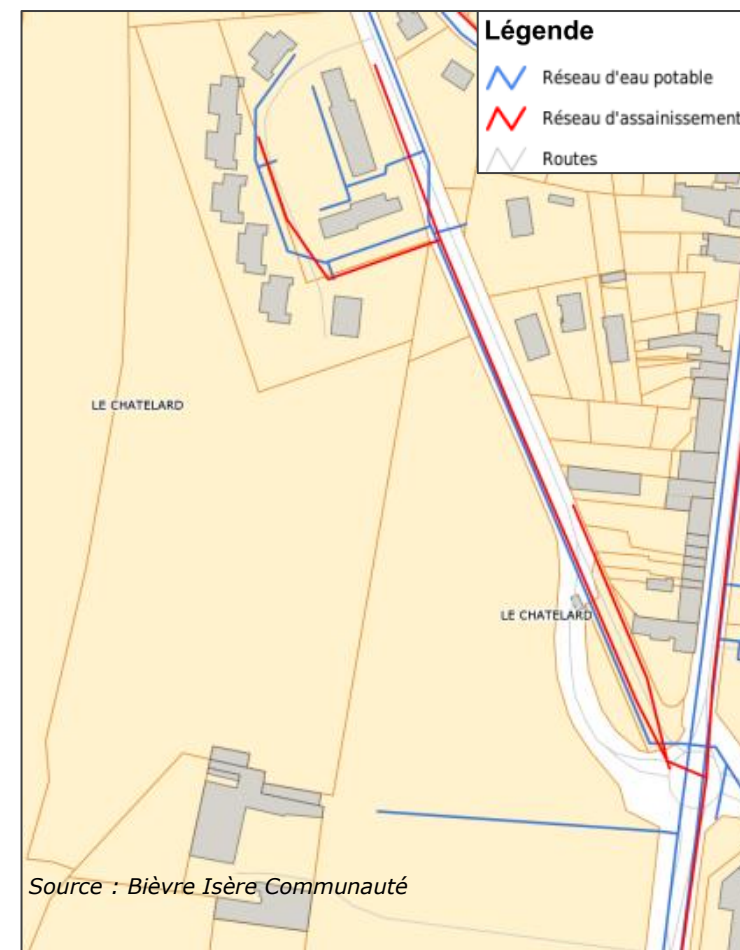 Légende
Réseau d'eau potable
Réseau d'assainissement
Routes
LE CHATELARD
LE CHATELARD
Source : Bièvre Isère Communauté